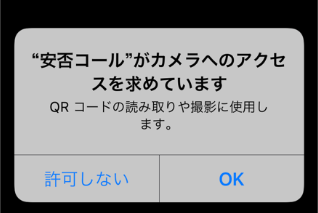 “安否コール”がカメラへのアクセ
スを求めています
QR コードの読み取りや撮影に使用し
ます。
許可しない
OK